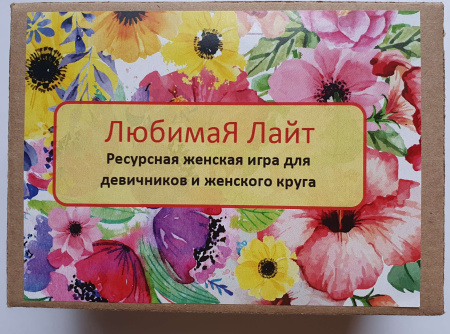 ЛюбимаЯ Лайт
Ресурсная женская игра для
девичников и женского круга